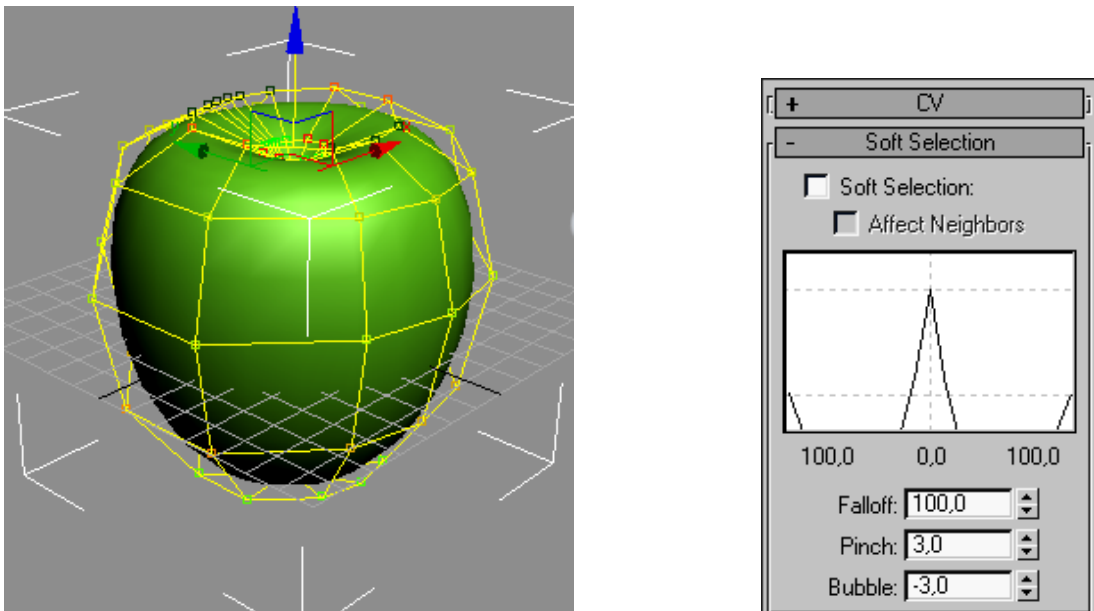 + CV
- Soft Selection
Soft Selection:
Affect Neighbors
100,0 0,0 100,0
Falloff: 100,0
Pinch: 3,0
Bubble: -3,0